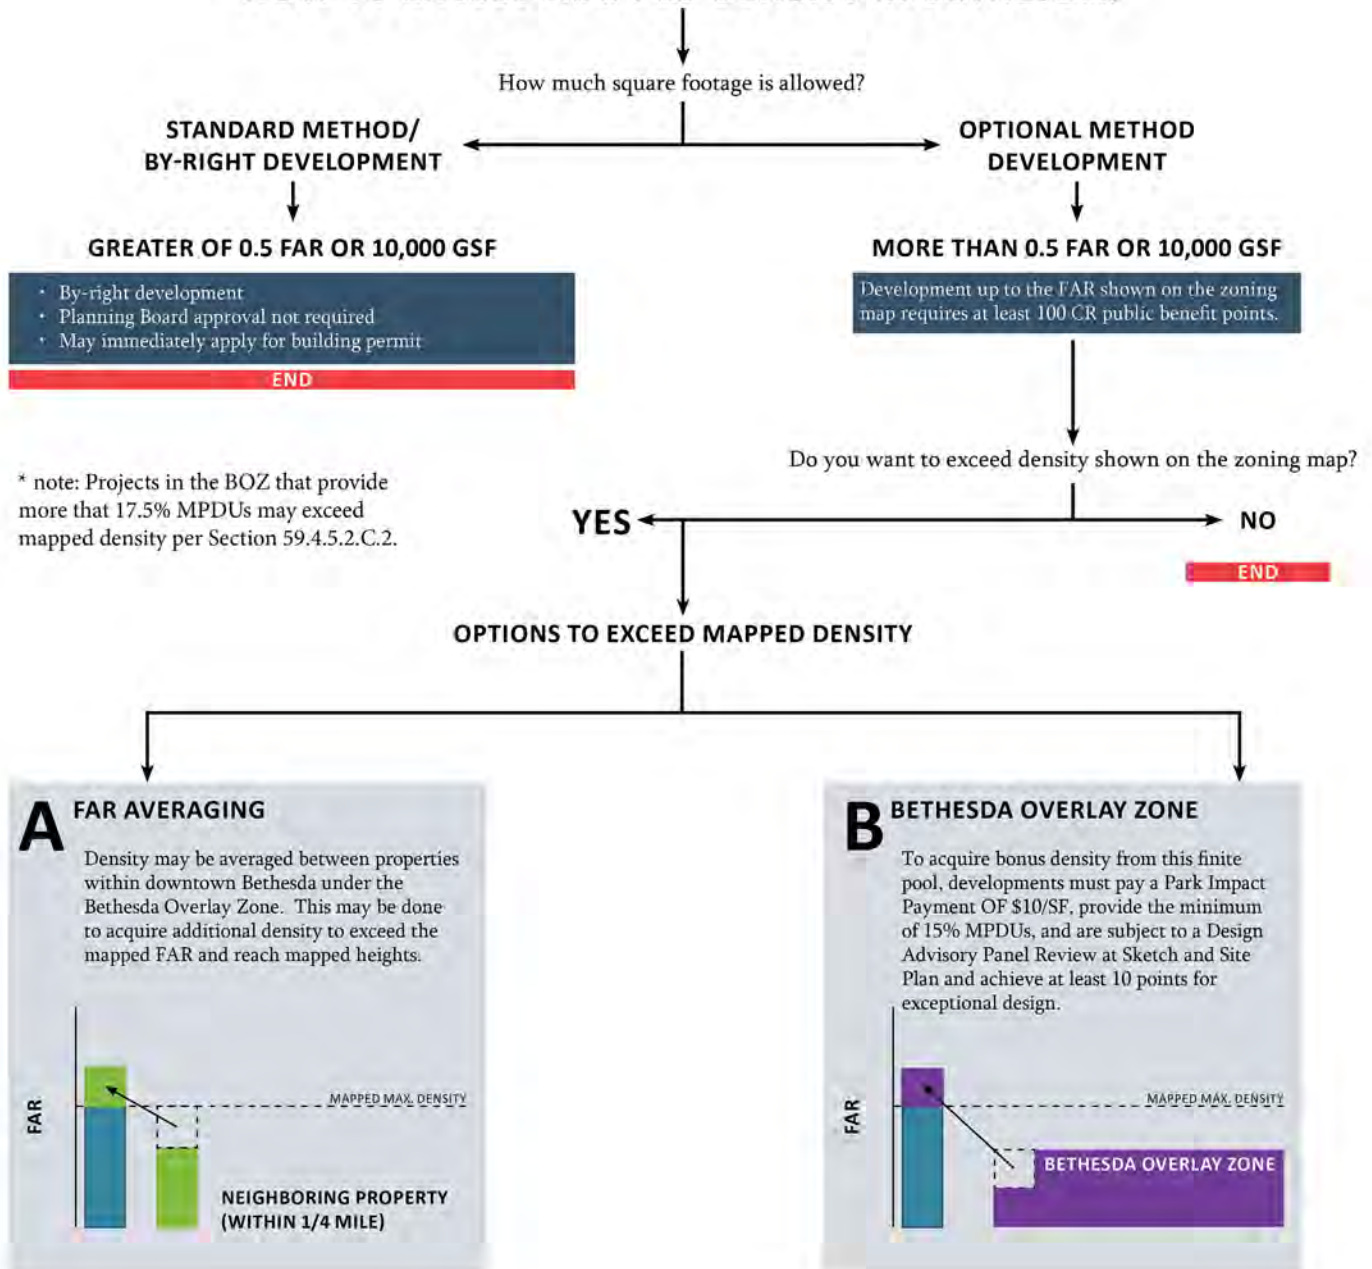 How much square footage is allowed?
STANDARD METHOD/
BY-RIGHT DEVELOPMENT
OPTIONAL METHOD
DEVELOPMENT
GREATER OF 0.5 FAR OR 10,000 GSF
• By-right development
• Planning Board approval not required
• May immediately apply for building permit
END
MORE THAN 0.5 FAR OR 10,000 GSF
Development up to the FAR shown on the zoning
map requires at least 100 CR public benefit points.
Do you want to exceed density shown on the zoning map?
* note: Projects in the BOZ that provide
more that 17.5% MPDUs may exceed
mapped density per Section 59.4.5.2.C.2.
YES
NO
END
OPTIONS TO EXCEED MAPPED DENSITY
A FAR AVERAGING
Density may be averaged between properties
within downtown Bethesda under the
Bethesda Overlay Zone. This may be done
to acquire additional density to exceed the
mapped FAR and reach mapped heights.
MAPPED MAX. DENSITY
FAR
NEIGHBORING PROPERTY
(WITHIN 1/4 MILE)
B BETHESDA OVERLAY ZONE
To acquire bonus density from this finite
pool, developments must pay a Park Impact
Payment OF $10/SF, provide the minimum
of 15% MPDUs, and are subject to a Design
Advisory Panel Review at Sketch and Site
Plan and achieve at least 10 points for
exceptional design.
MAPPED MAX. DENSITY
FAR
BETHESDA OVERLAY ZONE